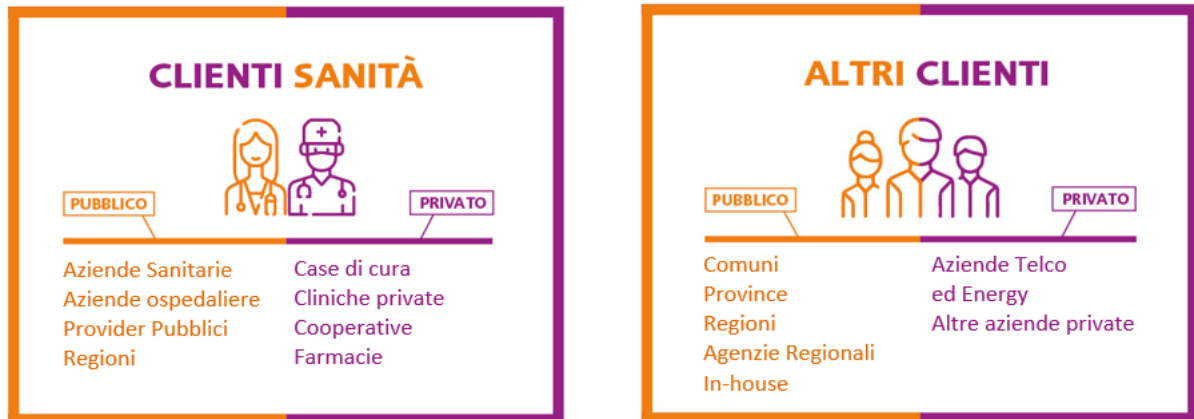 CLIENTI SANITÀ
PUBBLICO
PRIVATO
Aziende Sanitarie
Aziende ospedaliere
Provider Pubblici
Regioni
Case di cura
Cliniche private
Cooperative
Farmacie
ALTRI CLIENTI
PUBBLICO
PRIVATO
Comuni
Province
Regioni
Agenzie Regionali
In-house
Aziende Telco
ed Energy
Altre aziende private